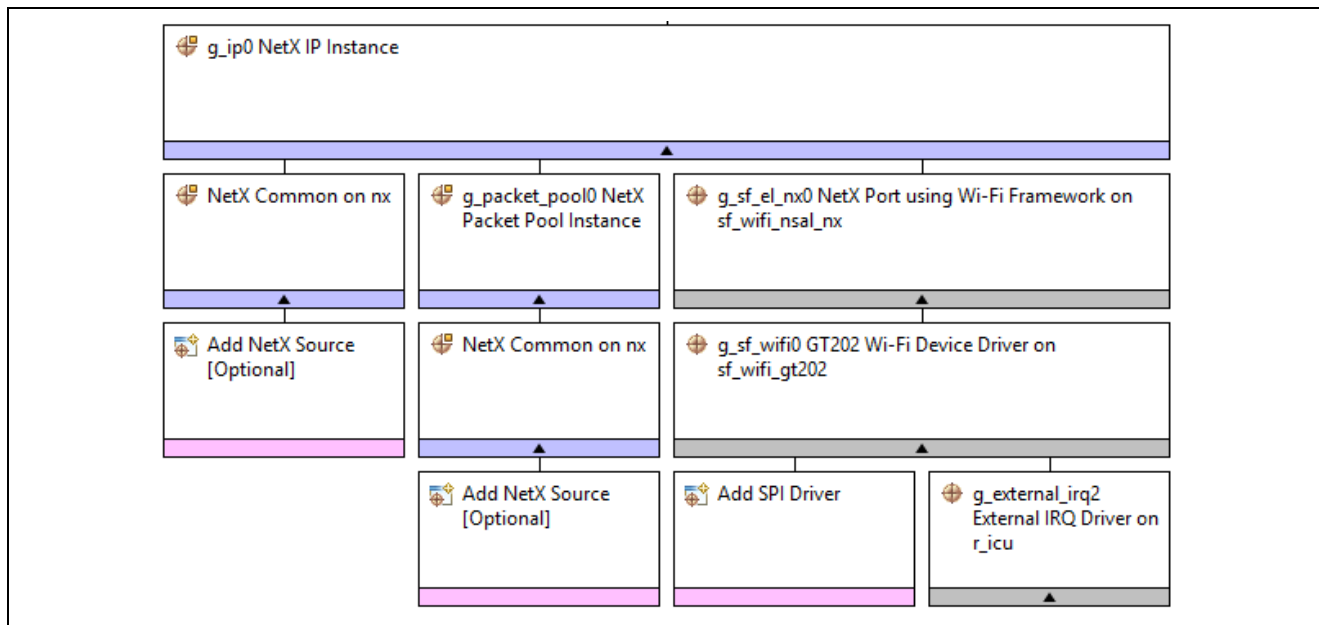 g_ip0 NetX IP Instance
NetX Common on nx
g_packet_pool0 NetX
Packet Pool Instance
g_sf_el_nx0 NetX Port using Wi-Fi Framework on
sf_wifi_nsal_nx
Add NetX Source
[Optional]
NetX Common on nx
g_sf_wifi0 GT202 Wi-Fi Device Driver on
sf_wifi_gt202
Add NetX Source
[Optional]
Add SPI Driver
g_external_irq2
External IRQ Driver on
r_icu